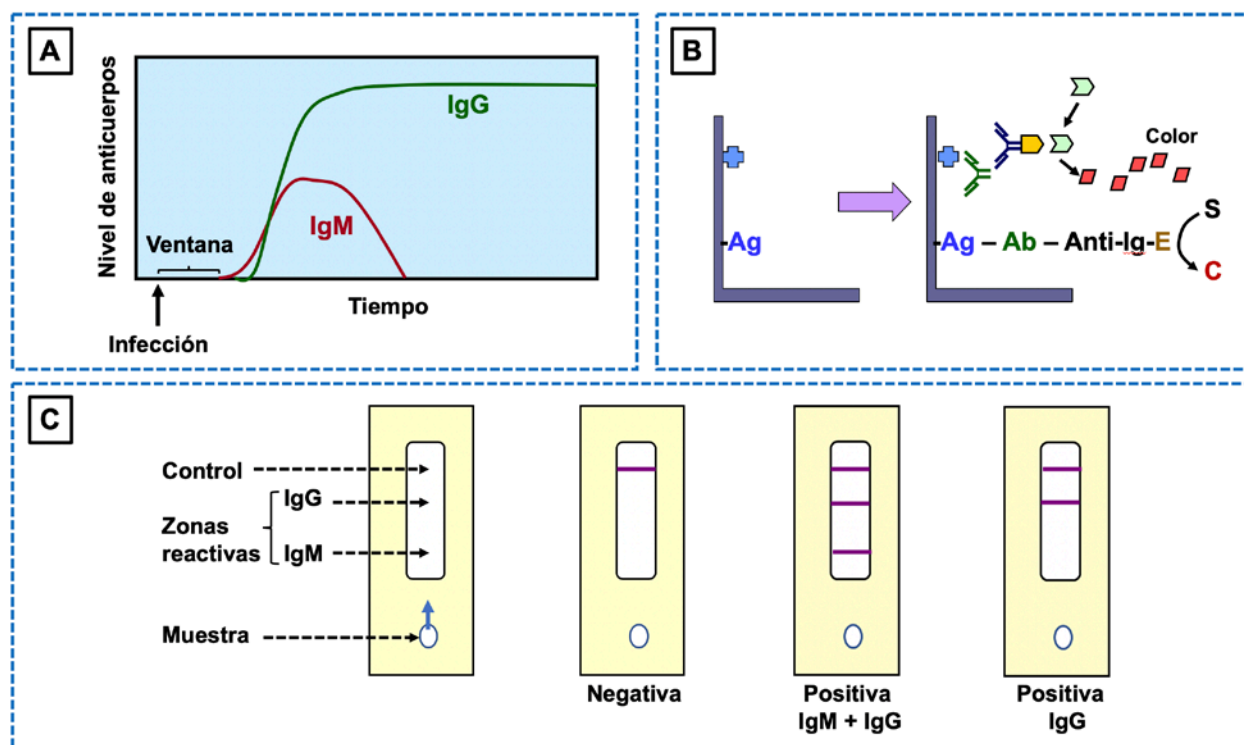 A
Nivel de anticuerpos
IgG
IgM
Ventana
Tiempo
Infección
B
Color
Ag
Ag – Ab – Anti-Ig-E
S
C
C
Control
IgG
Zonas
reactivas
IgM
Muestra
Negativa
Positiva
IgM + IgG
Positiva
IgG